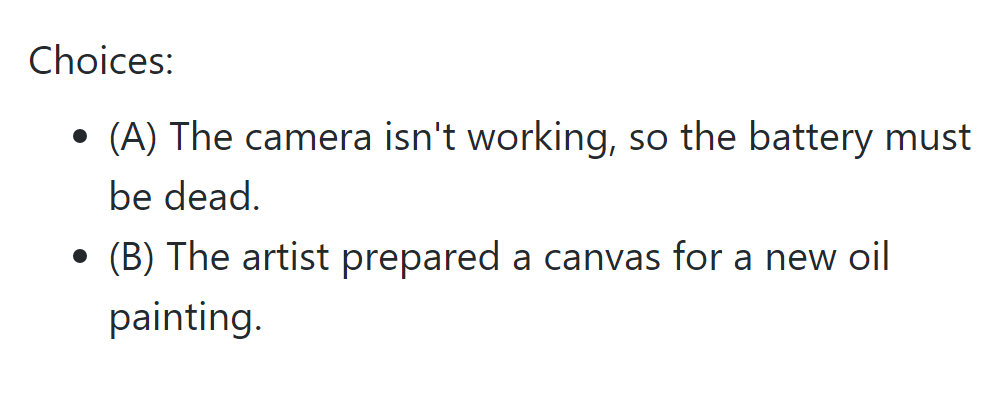 Choices:
(A) The camera isn't working, so the battery must
be dead.
(B) The artist prepared a canvas for a new oil
painting.